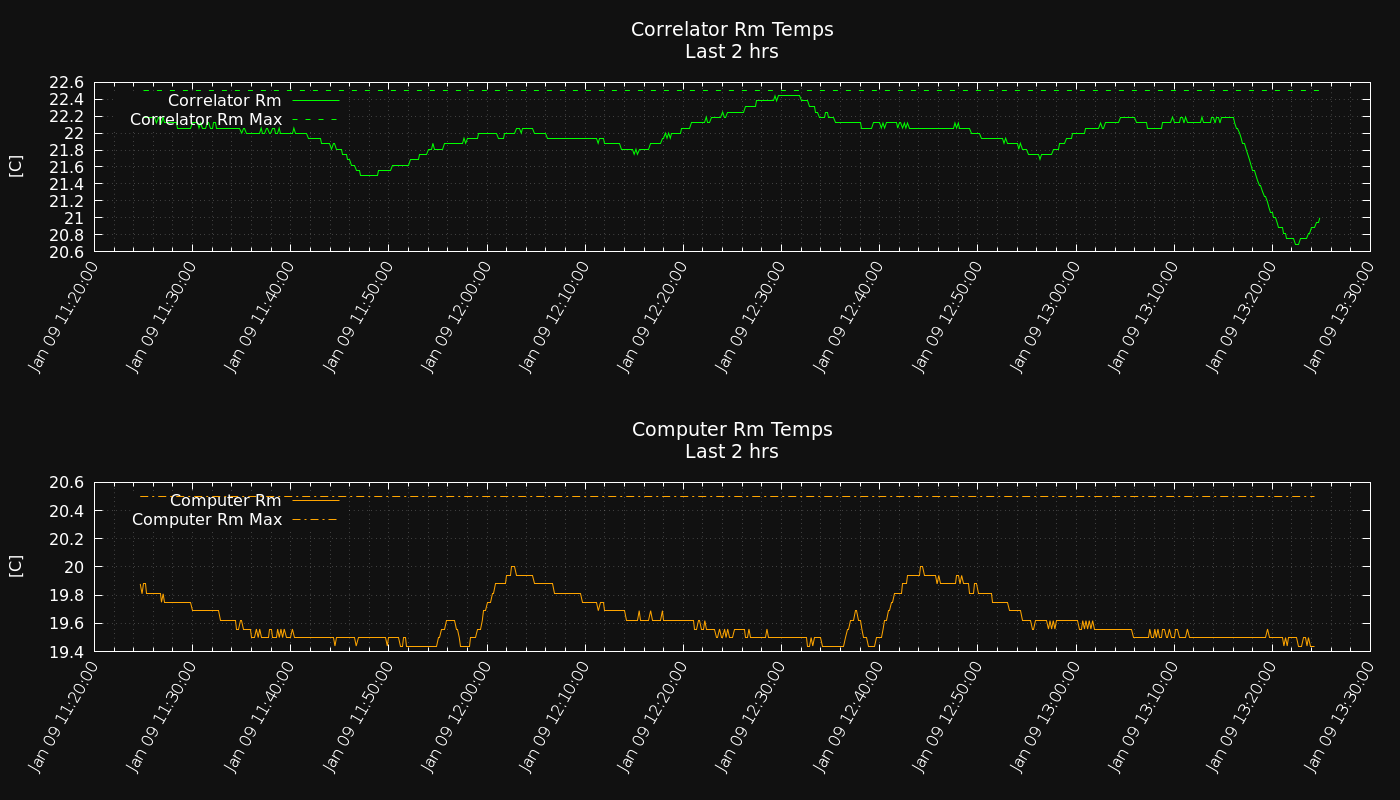 Correlator Rm Temps
Last 2 hrs
22.6
22.4
22.2
22
21.8
21.6
21.4
21.2
21
20.8
20.6
[C]
Correlator Rm
Correlator Rm Max
Jan 09 11:20:00
Jan 09 11:30:00
Jan 09 11:40:00
Jan 09 11:50:00
Jan 09 12:00:00
Jan 09 12:10:00
Jan 09 12:20:00
Jan 09 12:30:00
Jan 09 12:40:00
Jan 09 12:50:00
Jan 09 13:00:00
Jan 09 13:10:00
Jan 09 13:20:00
Jan 09 13:30:00
Computer Rm Temps
Last 2 hrs
20.6
20.4
20.2
20
19.8
19.6
19.4
[C]
Computer Rm
Computer Rm Max
Jan 09 11:20:00
Jan 09 11:30:00
Jan 09 11:40:00
Jan 09 11:50:00
Jan 09 12:00:00
Jan 09 12:10:00
Jan 09 12:20:00
Jan 09 12:30:00
Jan 09 12:40:00
Jan 09 12:50:00
Jan 09 13:00:00
Jan 09 13:10:00
Jan 09 13:20:00
Jan 09 13:30:00